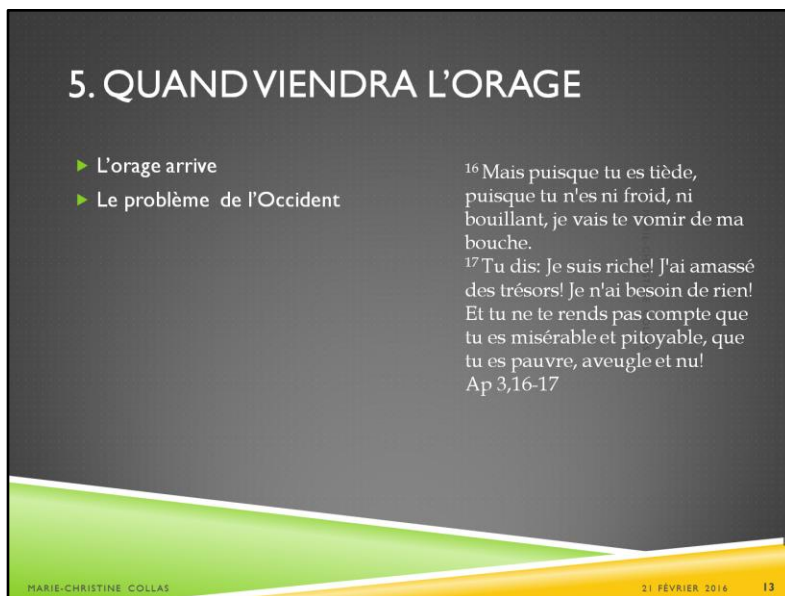 5. QUAND VIENDRA L'ORAGE
L'orage arrive
Le problème de l'Occident
16 Mais puisque tu es tiède,
puisque tu n'es ni froid, ni
bouillant, je vais te vomir de ma
bouche.
17 Tu dis: Je suis riche! J'ai amassé
des trésors! Je n'ai besoin de rien!
Et tu ne te rends pas compte que
tu es misérable et pitoyable, que
tu es pauvre, aveugle et nu!
Ap 3,16-17
MARIE-CHRISTINE COLLAS
21 FÉVRIER 2016
13